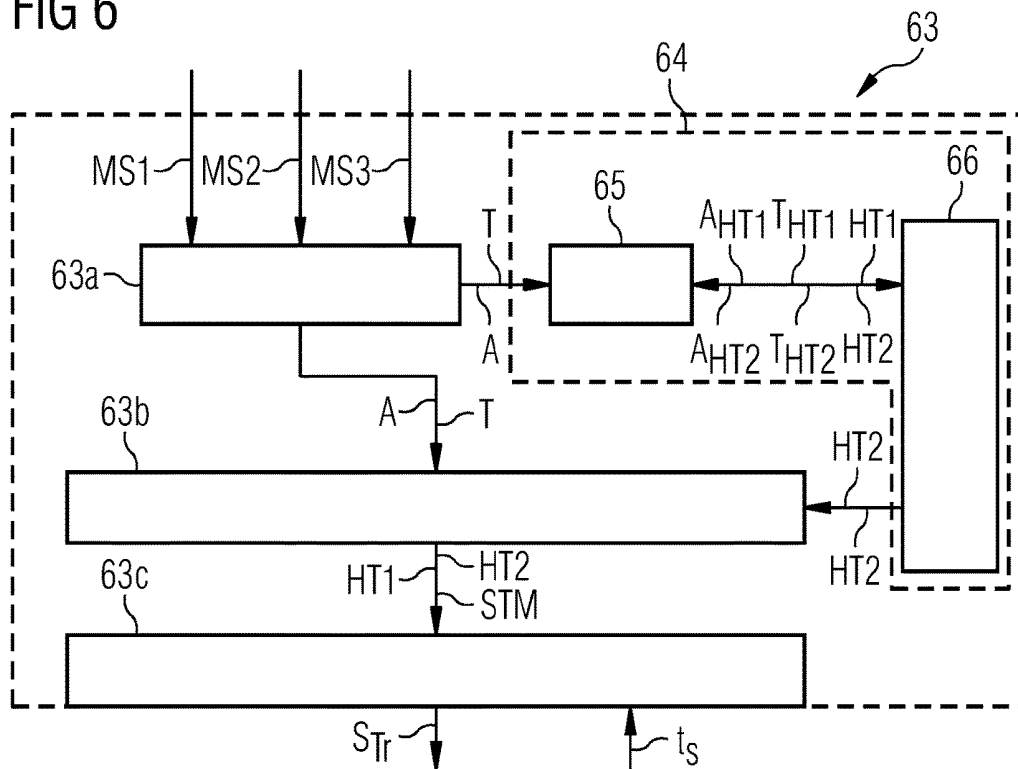 FIG 6
63
64
MS1 MS2 MS3
65
66
63a
T
A
AHT1 THT1 HT1
AHT2 THT2 HT2
A T
63b
HT2
HT2
HT1 HT2
STM
63c
STr
tS